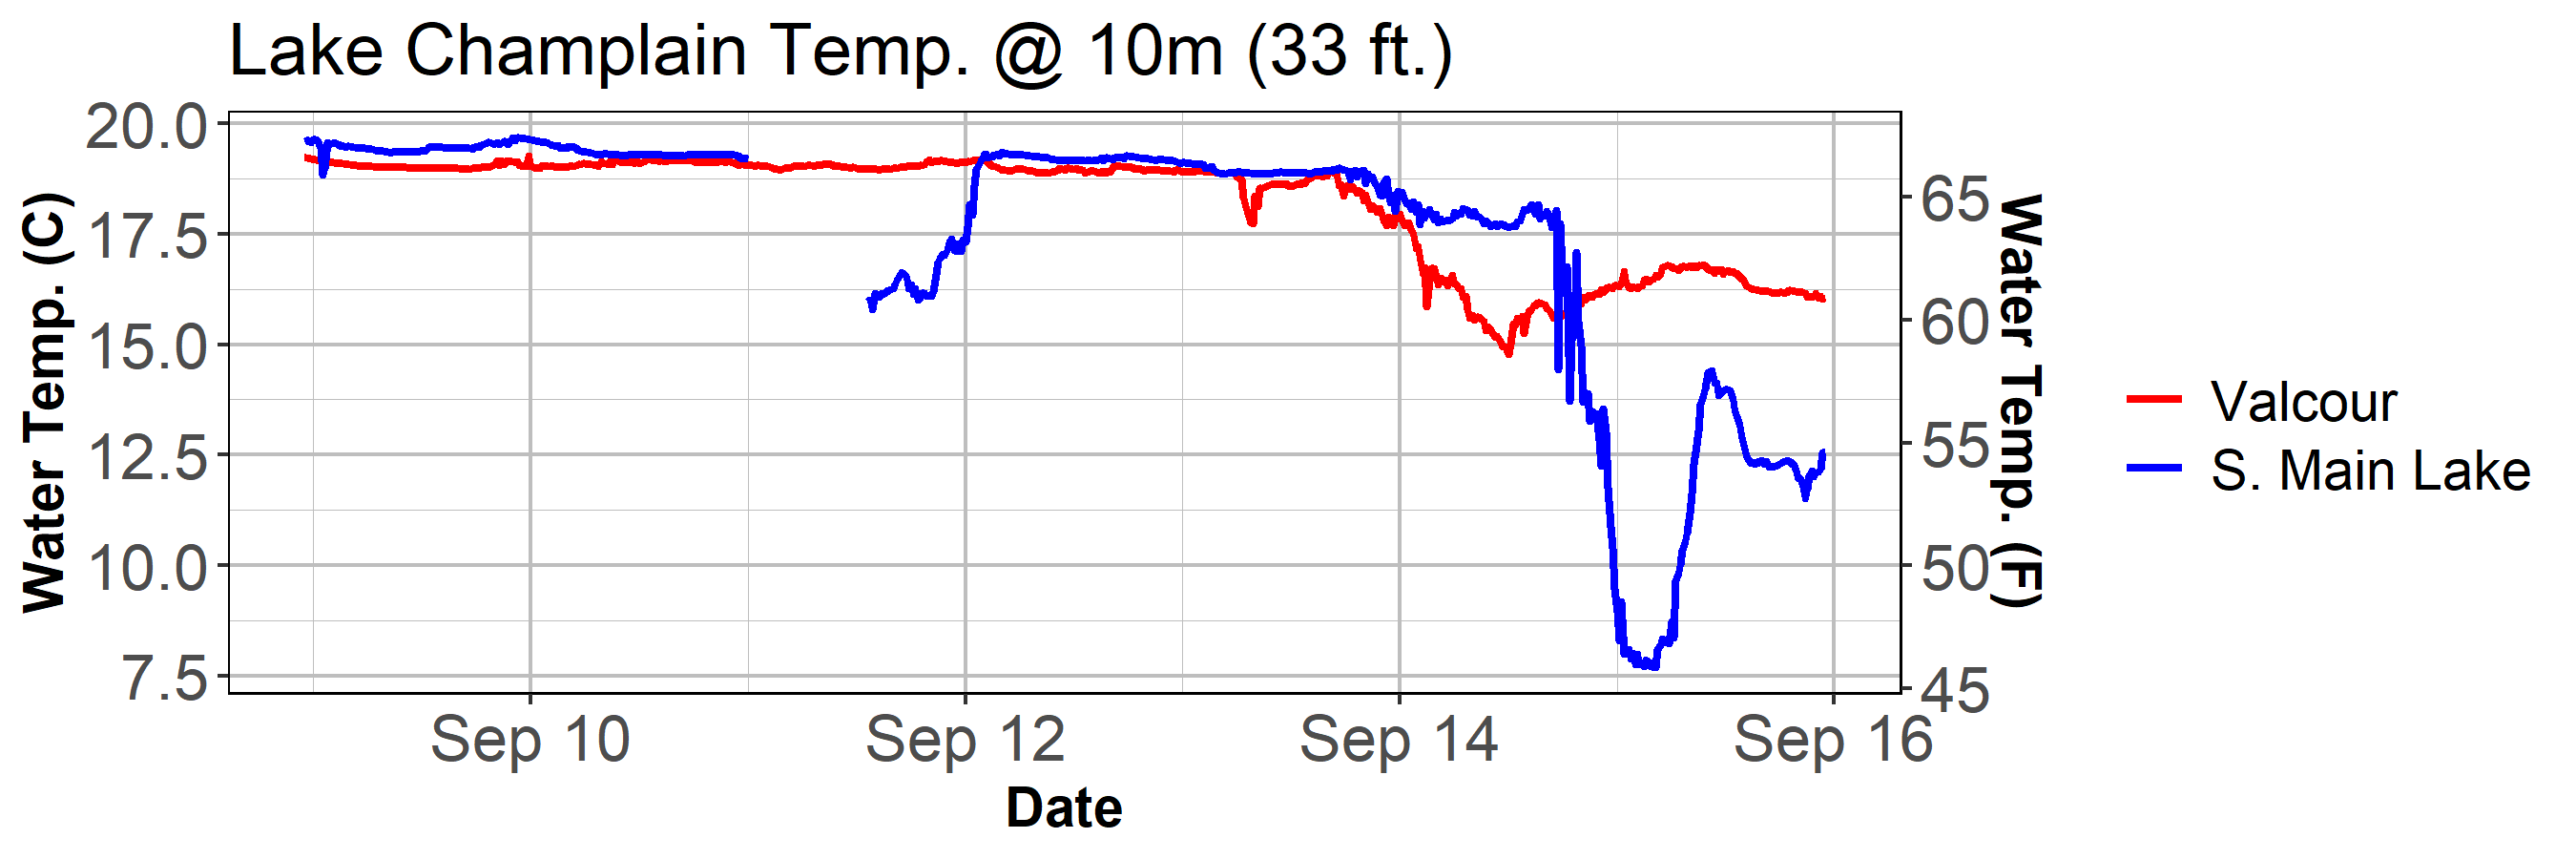 Lake Champlain Temp. @ 10m (33 ft.)
Water Temp. (C)
20.0
17.5
15.0
12.5
10.0
7.5
65
60
55
50
45
Water Temp. (F)
Sep 10
Sep 12
Sep 14
Sep 16
Date
Valcour
S. Main Lake